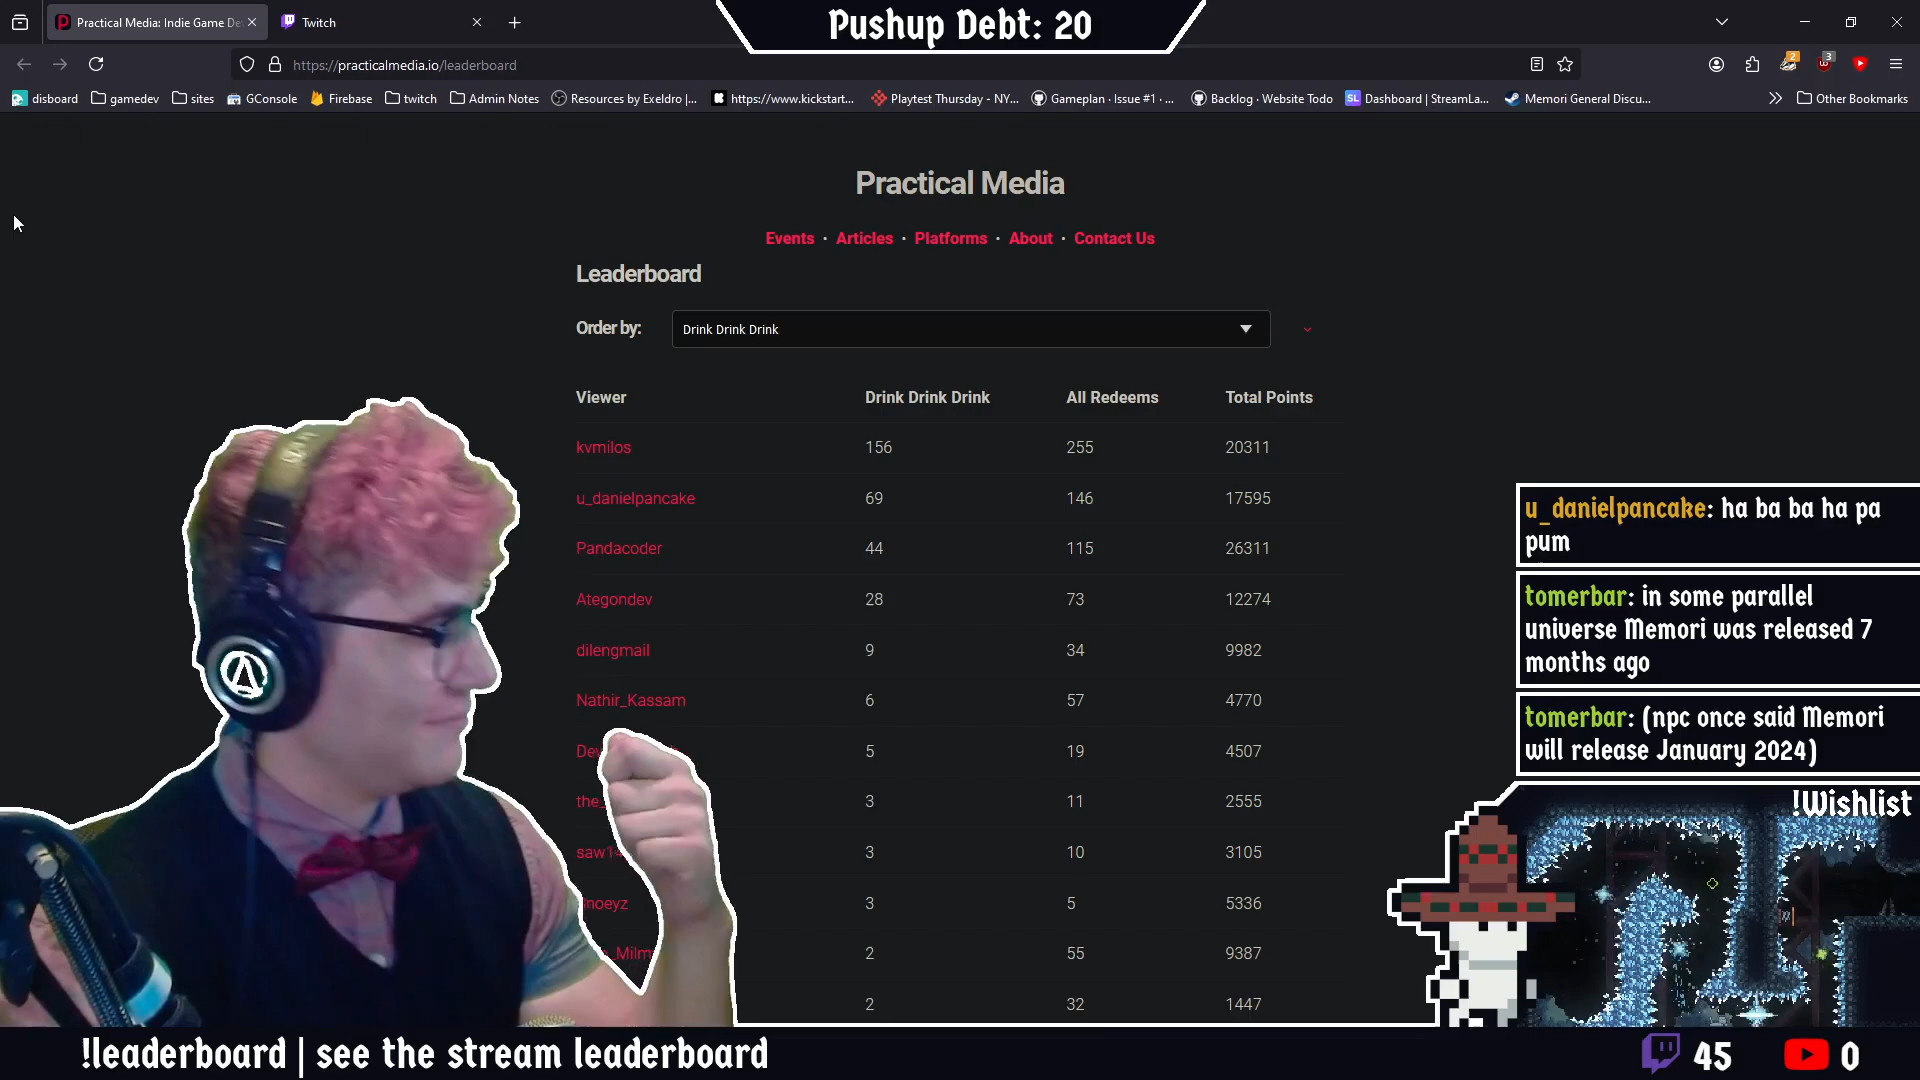 Practical Media: Indie Game De
Twitch
Pushup Debt: 20
https://practicalmedia.io/leaderboard
2
3
disboard
gamedev
sites
GConsole
Firebase
twitch
Admin Notes
Resources by Exeldro |...
https://www.kickstart...
Playtest Thursday - NY...
Gameplan · Issue #1 · ...
Backlog · Website Todo
SL
Dashboard | StreamLa...
Memori General Discu...
Other Bookmarks
Practical Media
Events · Articles · Platforms · About · Contact Us
Leaderboard
Order by:
Drink Drink Drink
Viewer Drink Drink Drink All Redeems Total Points
kvmilos 156 255 20311
u_danielpancake 69 146 17595
Pandacoder 44 115 26311
Ategondev 28 73 12274
dilengmail 9 34 9982
Nathir_Kassam 6 57 4770
5 19 4507
the_ 3 11 2555
3 10 3105
3 5 5336
2 55 9387
2 32 1447
u_danielpancake: ha ba ba ha pa
pum
tomerbar: in some parallel
universe Memori was released 7
months ago
tomerbar: (npc once said Memori
will release January 2024)
!Wishlist
!leaderboard | see the stream leaderboard
45
0